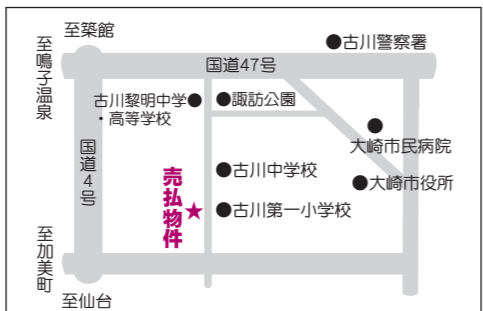 至築館
至鳴子温泉
●古川警察署
国道47号
古川黎明中学●
・高等学校
●諏訪公園
●
大崎市民病院
国道4号
●古川中学校
●大崎市役所
売払物件
★
●古川第一小学校
至加美町
至仙台